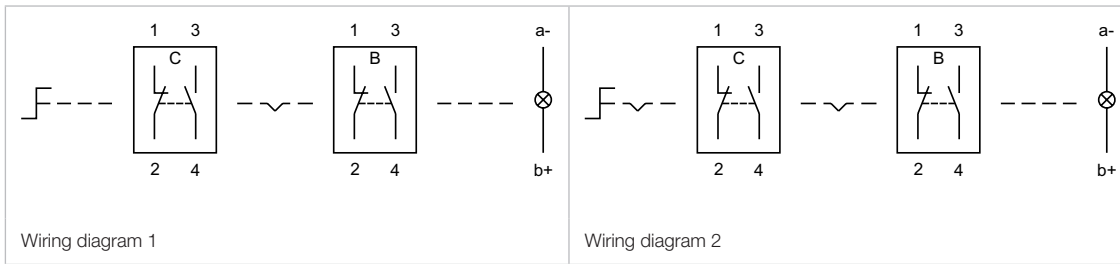 1 3 1 3 a-
C B
2 4 2 4 b+
Wiring diagram 1
1 3 1 3 a-
C B
2 4 2 4 b+
Wiring diagram 2